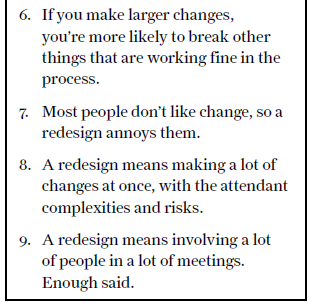 6. If you make larger changes,
you’re more likely to break other
things that are working fine in the
process.
7. Most people don’t like change, so a
redesign annoys them.
8. A redesign means making a lot of
changes at once, with the attendant
complexities and risks.
9. A redesign means involving a lot
of people in a lot of meetings.
Enough said.